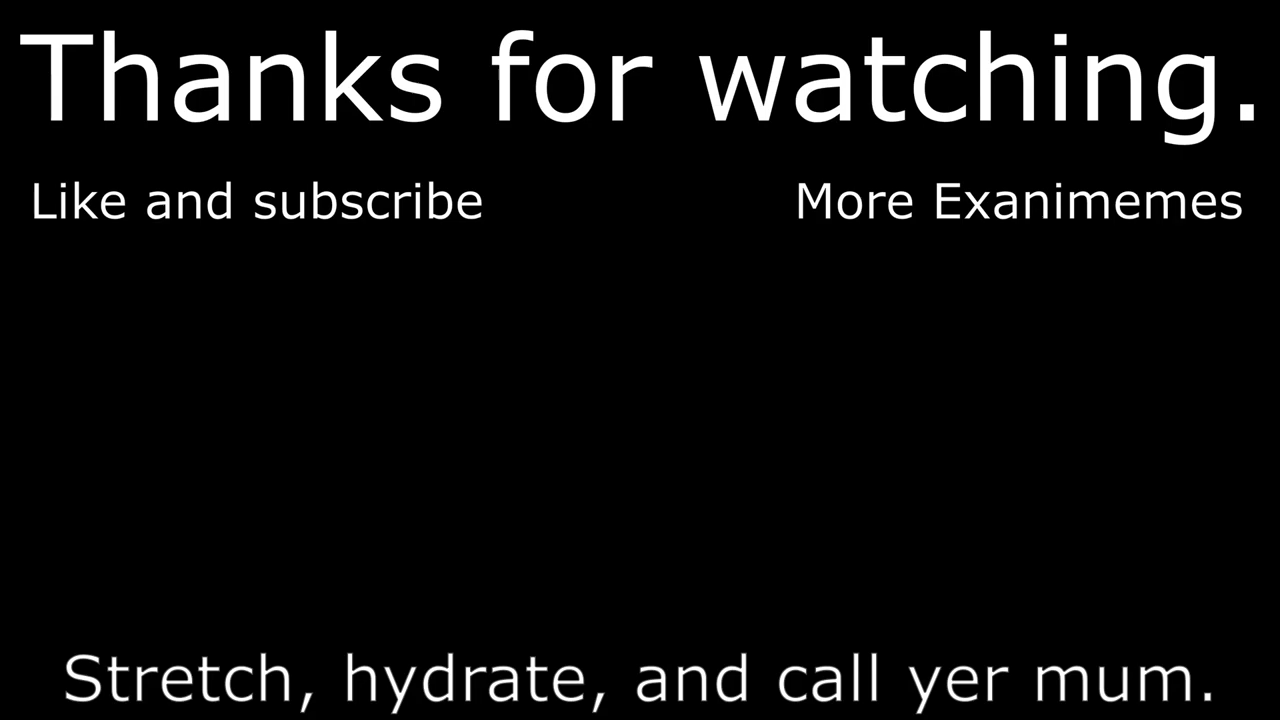 Thanks for watching.
Like and subscribe
More Exanimemes
Stretch, hydrate, and call yer mum.